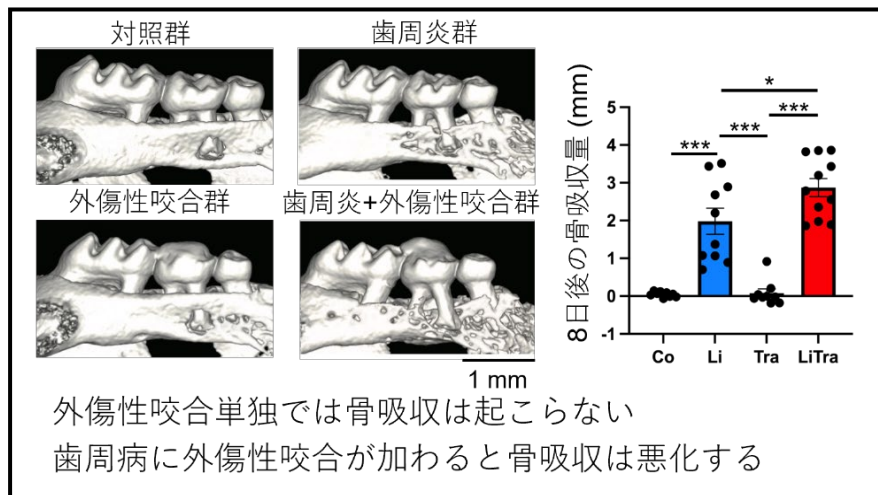 対照群
歯周炎群
外傷性咬合群
歯周炎+外傷性咬合群
1 mm
8日後の骨吸収量 (mm)
5
4
3
2
1
0
-1
***
***
*
***
Co
Li
Tra
LiTra
外傷性咬合単独では骨吸収は起こらない
歯周病に外傷性咬合が加わると骨吸収は悪化する